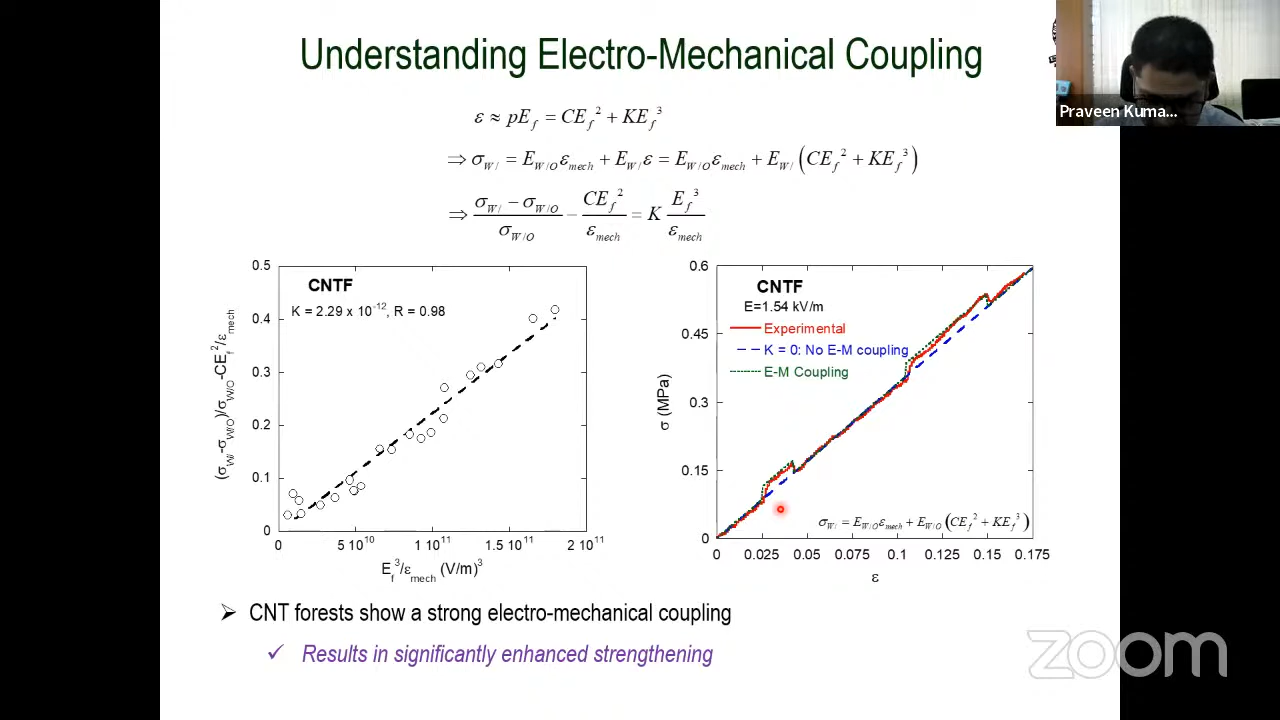 Understanding Electro-Mechanical Coupling
Praveen Kuma...
ε ≈ pE_f = CE_f^2 + KE_f^3
⇒ σ_W/ = E_W/O ε_mech + E_W/ ε = E_W/O ε_mech + E_W/ (CE_f^2 + KE_f^3)
⇒ (σ_W/ − σ_W/O)/σ_W/O − CE_f^2/ε_mech = K E_f^3/ε_mech
0.5
0.4
0.3
0.2
0.1
0
CNTF
K = 2.29 x 10^-12, R = 0.98
(σ_W/-σ_W/O)/σ_W/O-CE_f^2/ε_mech
0 5 10^10 1 10^11 1.5 10^11 2 10^11
E_f^3/ε_mech (V/m)^3
0.6
0.45
0.3
0.15
0
CNTF
E=1.54 kV/m
Experimental
K = 0: No E-M coupling
E-M Coupling
σ (MPa)
σ_W/ = E_W/O ε_mech + E_W/O (CE_f^2 + KE_f^3)
0 0.025 0.05 0.075 0.1 0.125 0.15 0.175
ε
➢ CNT forests show a strong electro-mechanical coupling
✓ Results in significantly enhanced strengthening
zoom